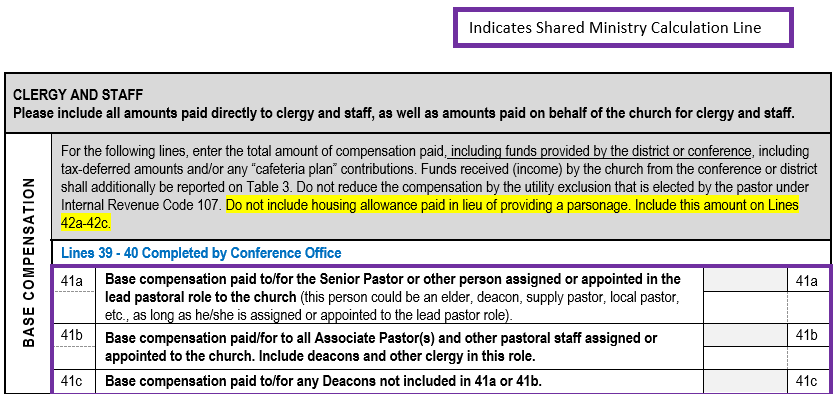 Indicates Shared Ministry Calculation Line
CLERGY AND STAFF
Please include all amounts paid directly to clergy and staff, as well as amounts paid on behalf of the church for clergy and staff.
BASE COMPENSATION
For the following lines, enter the total amount of compensation paid, including funds provided by the district or conference, including
tax-deferred amounts and/or any “cafeteria plan” contributions. Funds received (income) by the church from the conference or district
shall additionally be reported on Table 3. Do not reduce the compensation by the utility exclusion that is elected by the pastor under
Internal Revenue Code 107. Do not include housing allowance paid in lieu of providing a parsonage. Include this amount on Lines
42a-42c.
Lines 39 - 40 Completed by Conference Office
41a Base compensation paid to/for the Senior Pastor or other person assigned or appointed in the 41a
lead pastoral role to the church (this person could be an elder, deacon, supply pastor, local pastor,
etc., as long as he/she is assigned or appointed to the lead pastor role).
41b Base compensation paid/for to all Associate Pastor(s) and other pastoral staff assigned or 41b
appointed to the church. Include deacons and other clergy in this role.
41c Base compensation paid to/for any Deacons not included in 41a or 41b. 41c